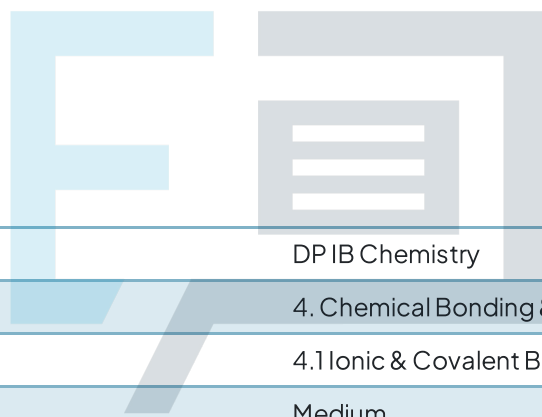 DP IB Chemistry
4. Chemical Bonding &
4.1 Ionic & Covalent B
Medium